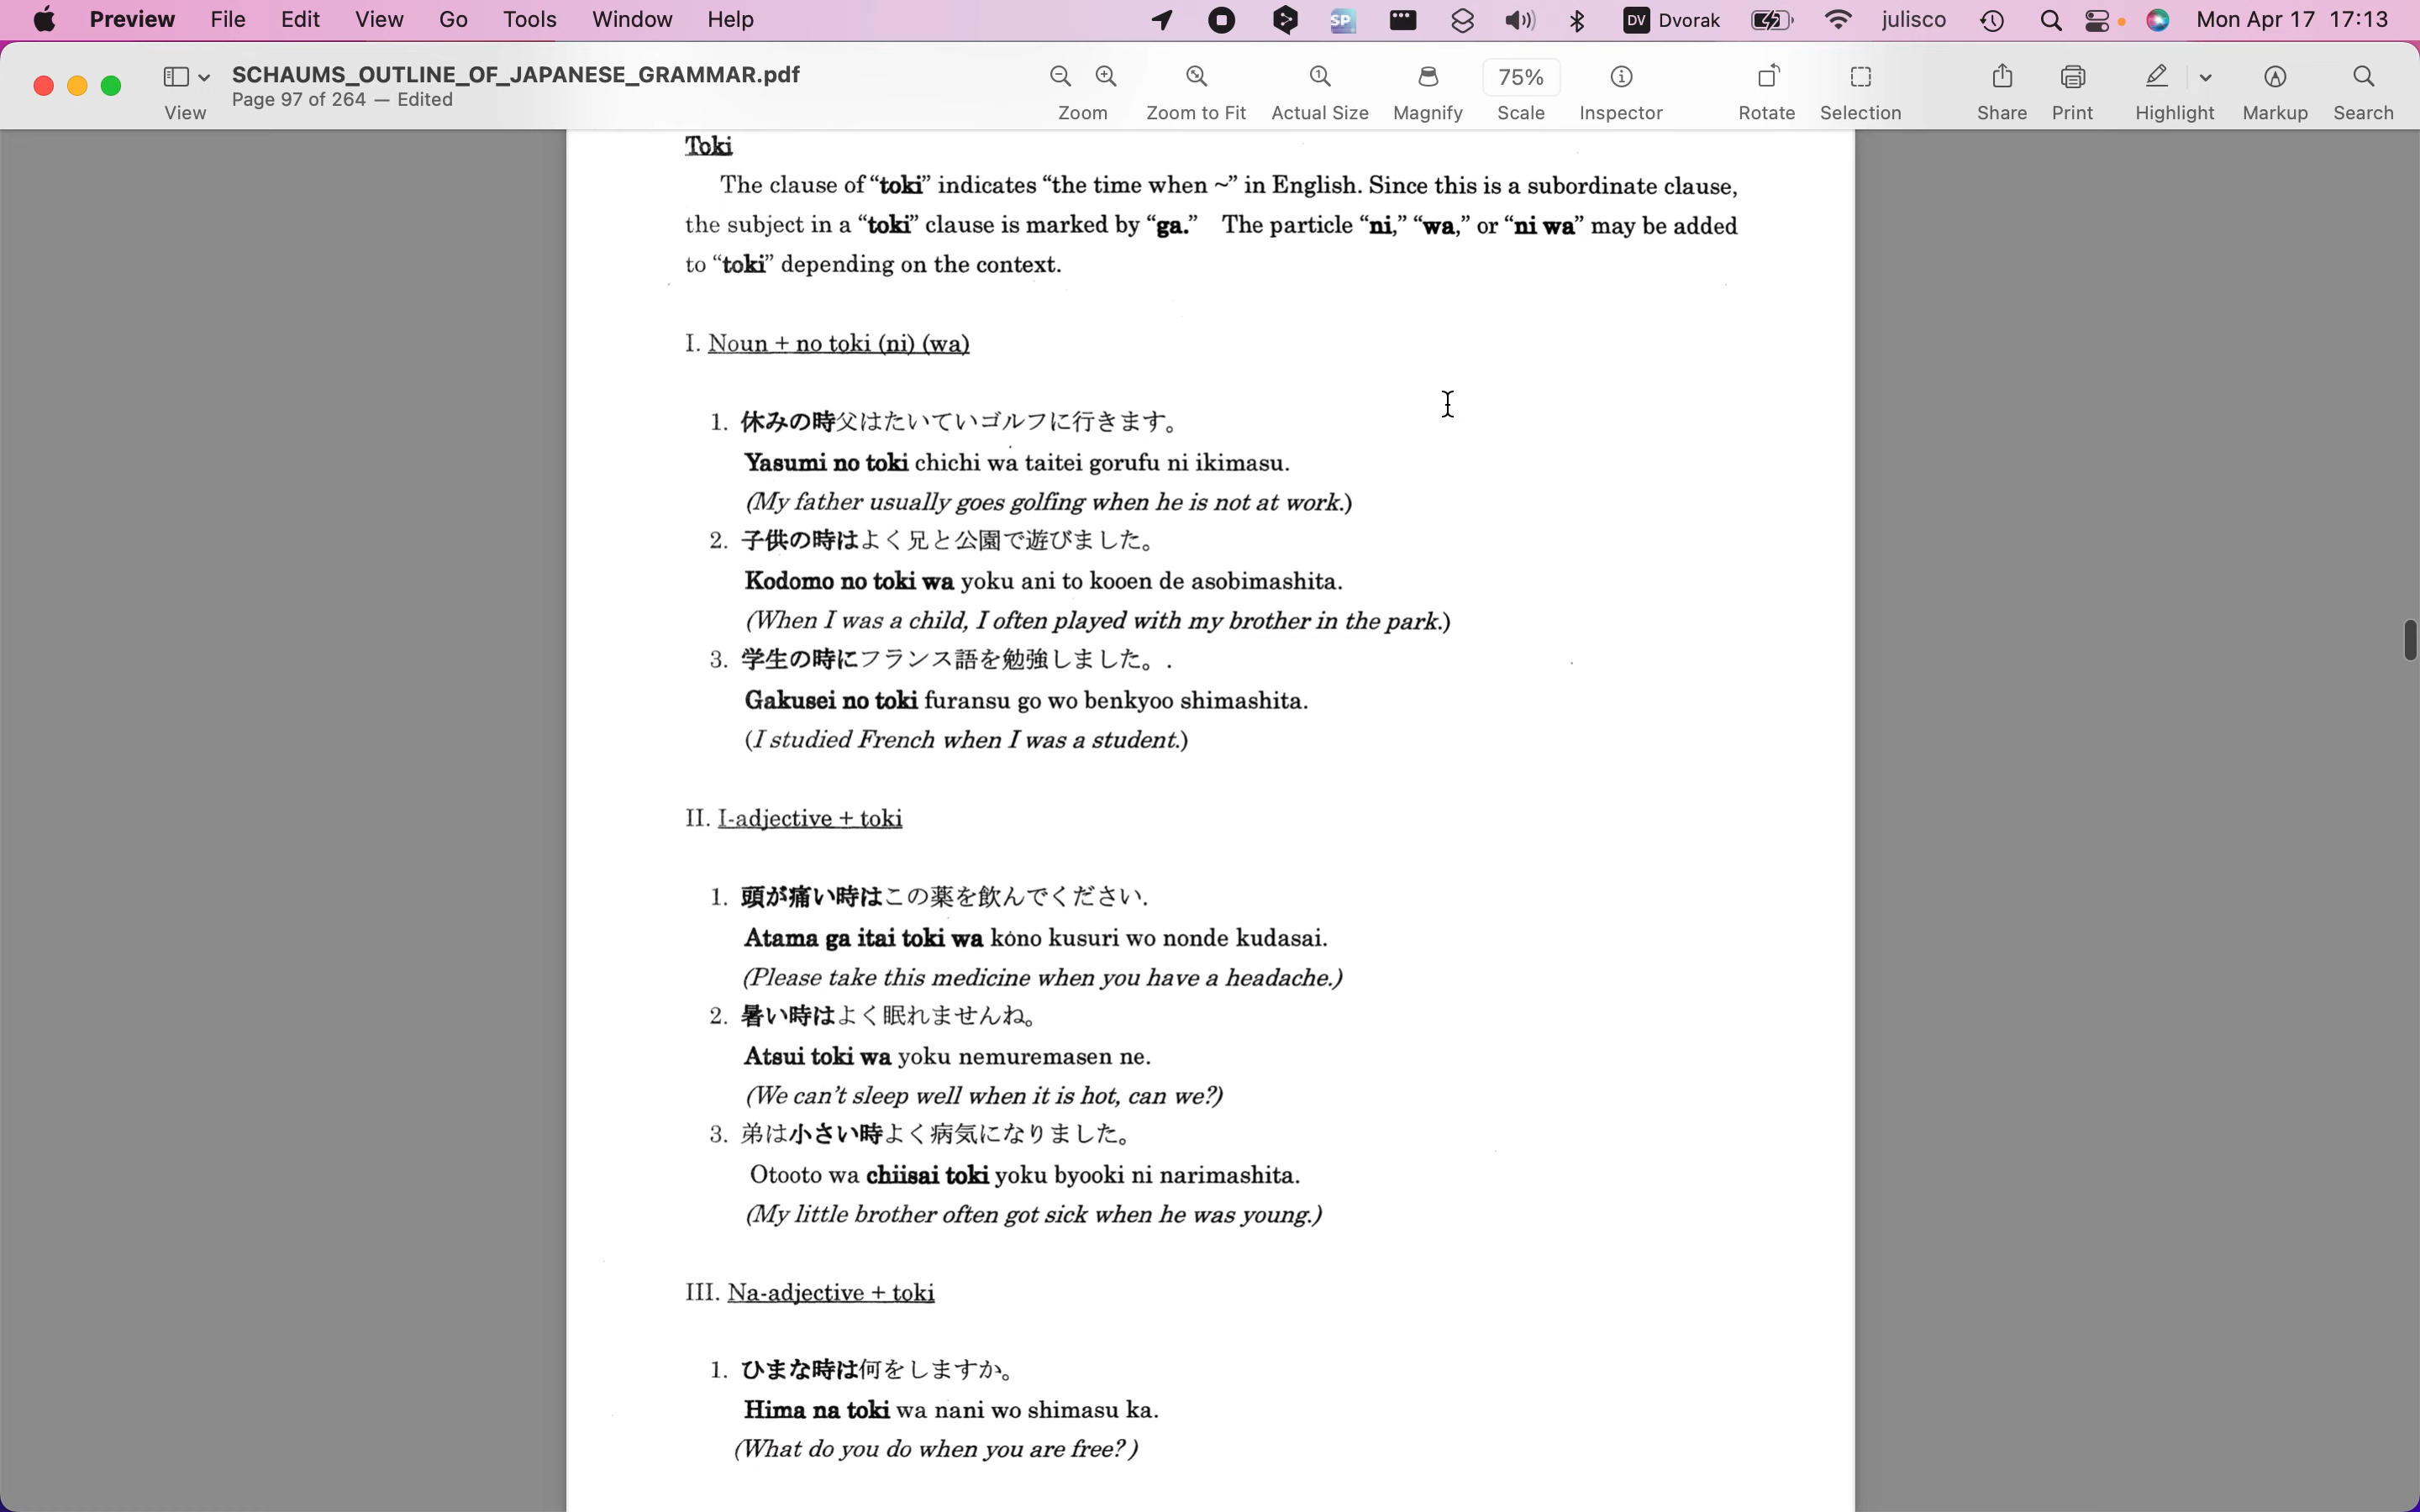 Preview File Edit View Go Tools Window Help SP DV Dvorak julisco Mon Apr 17 17:13
SCHAUMS_OUTLINE_OF_JAPANESE_GRAMMAR.pdf
Page 97 of 264 — Edited
75%
View Zoom Zoom to Fit Actual Size Magnify Scale Inspector Rotate Selection Share Print Highlight Markup Search
Toki
The clause of “toki” indicates “the time when ~” in English. Since this is a subordinate clause,
the subject in a “toki” clause is marked by “ga.” The particle “ni,” “wa,” or “ni wa” may be added
to “toki” depending on the context.
I. Noun + no toki (ni) (wa)
1. 休みの時父はたいていゴルフに行きます。
Yasumi no toki chichi wa taitei gorufu ni ikimasu.
(My father usually goes golfing when he is not at work.)
2. 子供の時はよく兄と公園で遊びました。
Kodomo no toki wa yoku ani to kooen de asobimashita.
(When I was a child, I often played with my brother in the park.)
3. 学生の時にフランス語を勉強しました。.
Gakusei no toki furansu go wo benkyoo shimashita.
(I studied French when I was a student.)
II. I-adjective + toki
1. 頭が痛い時はこの薬を飲んでください.
Atama ga itai toki wa kono kusuri wo nonde kudasai.
(Please take this medicine when you have a headache.)
2. 暑い時はよく眠れませんね。
Atsui toki wa yoku nemuremasen ne.
(We can’t sleep well when it is hot, can we?)
3. 弟は小さい時よく病気になりました。
Otooto wa chiisai toki yoku byooki ni narimashita.
(My little brother often got sick when he was young.)
III. Na-adjective + toki
1. ひまな時は何をしますか。
Hima na toki wa nani wo shimasu ka.
(What do you do when you are free?)